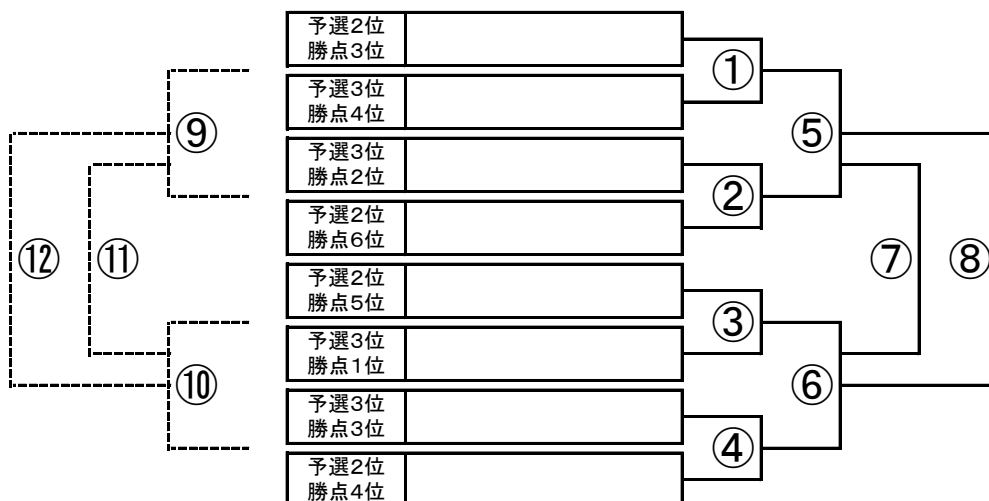 予選2位
勝点3位
①
予選3位
勝点4位
⑨
⑤
予選3位
勝点2位
②
予選2位
勝点6位
⑫
⑪
⑦
⑧
予選2位
勝点5位
③
予選3位
勝点1位
⑩
⑥
予選3位
勝点3位
④
予選2位
勝点4位